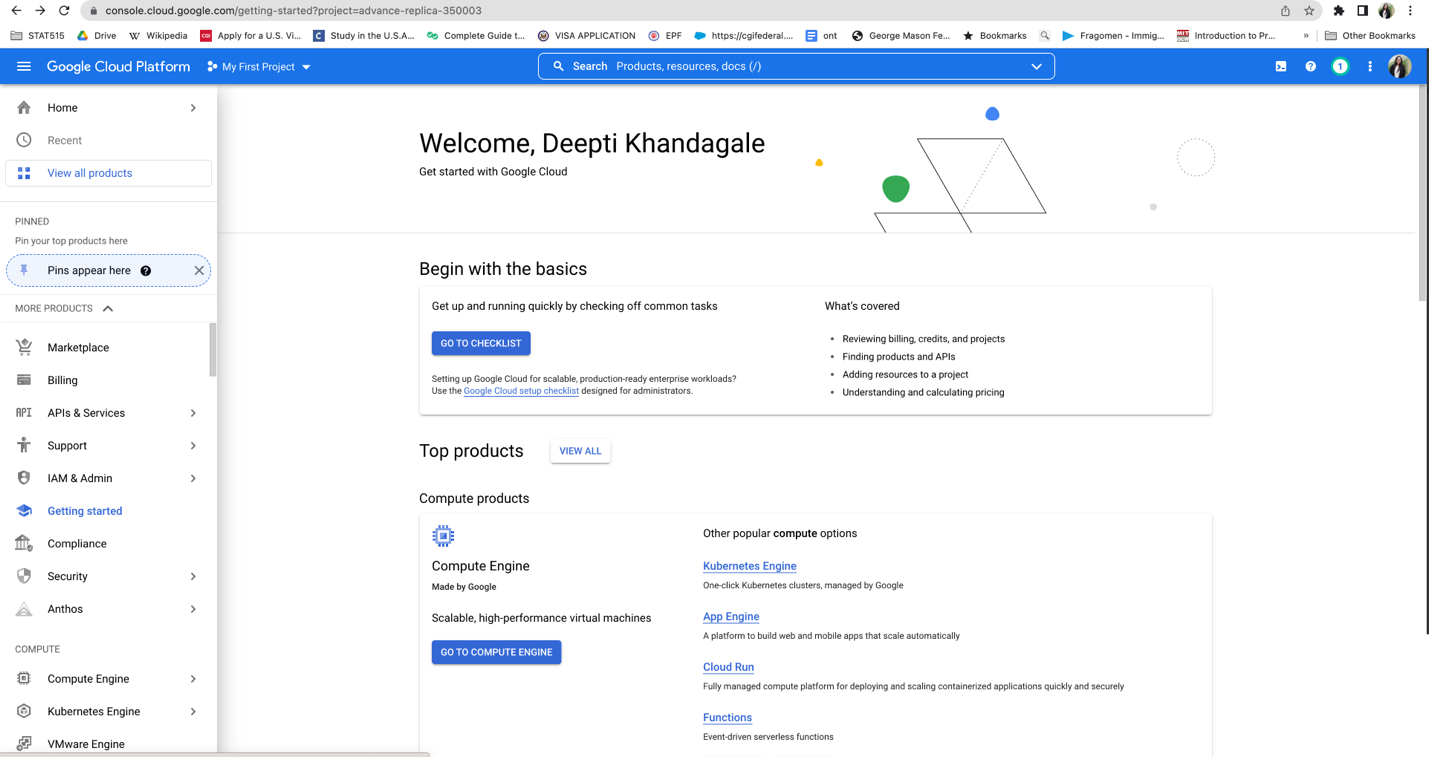 console.cloud.google.com/getting-started?project=advance-replica-350003
STAT515 Drive Wikipedia Apply for a U.S. Vi... Study in the U.S.A... Complete Guide t... VISA APPLICATION EPF https://cgifederal.... ont George Mason Fe... Bookmarks Fragomen - Immig... Introduction to Pr... » Other Bookmarks
Google Cloud Platform My First Project Search Products, resources, docs (/) 1
Home
Recent
View all products
PINNED
Pin your top products here
Pins appear here
MORE PRODUCTS
Marketplace
Billing
API APIs & Services
Support
IAM & Admin
Getting started
Compliance
Security
Anthos
COMPUTE
Compute Engine
Kubernetes Engine
VMware Engine
Welcome, Deepti Khandagale
Get started with Google Cloud
Begin with the basics
Get up and running quickly by checking off common tasks
GO TO CHECKLIST
Setting up Google Cloud for scalable, production-ready enterprise workloads?
Use the Google Cloud setup checklist designed for administrators.
What's covered
• Reviewing billing, credits, and projects
• Finding products and APIs
• Adding resources to a project
• Understanding and calculating pricing
Top products VIEW ALL
Compute products
Compute Engine
Made by Google
Scalable, high-performance virtual machines
GO TO COMPUTE ENGINE
Other popular compute options
Kubernetes Engine
One-click Kubernetes clusters, managed by Google
App Engine
A platform to build web and mobile apps that scale automatically
Cloud Run
Fully managed compute platform for deploying and scaling containerized applications quickly and securely
Functions
Event-driven serverless functions